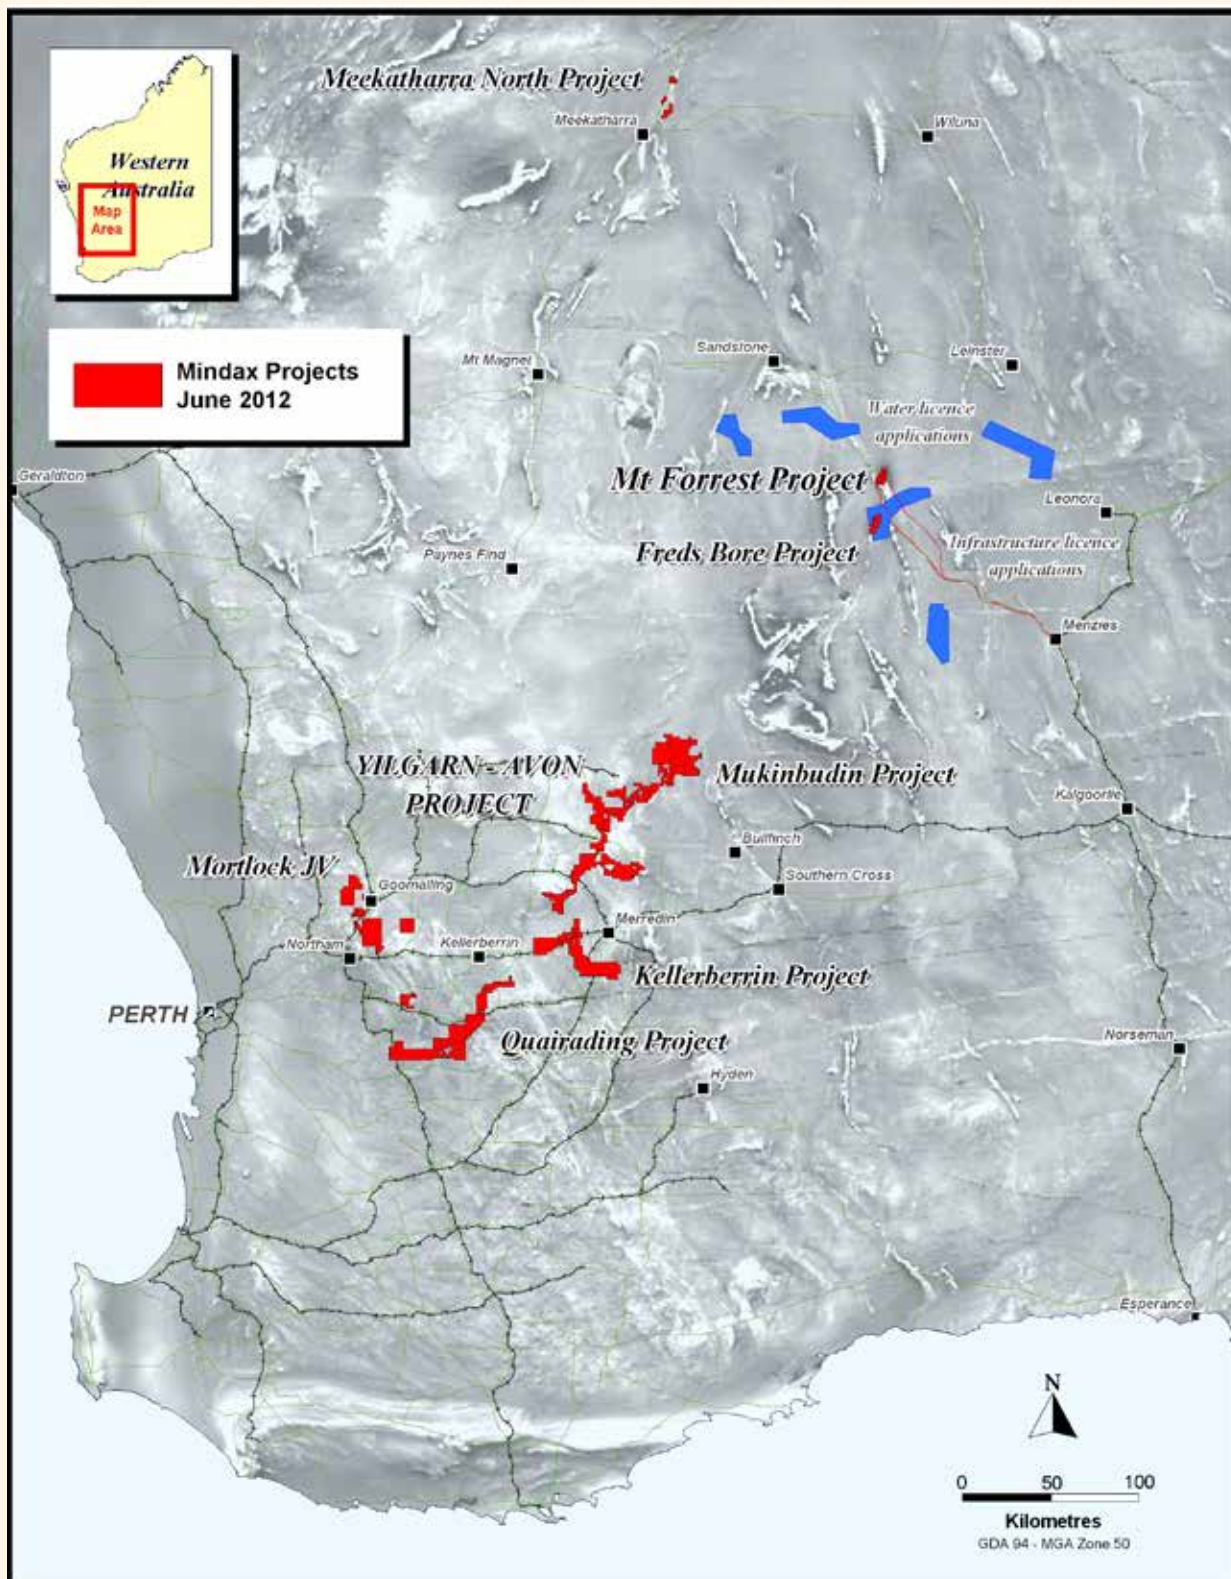 Meekatharra North Project
Meekatharra
Wiluna
Western
Australia
Map
Area
Mindax Projects
June 2012
Mt Magnet
Sandstone
Leinster
Water licence
applications
Geraldton
Mt Forrest Project
Leonora
Freds Bore Project
Infrastructure licence
applications
Paynes Find
Menzies
YILGARN - AVON
PROJECT
Mukinbudin Project
Kalgoorlie
Bullfinch
Mortlock JV
Goomalling
Southern Cross
Merredin
Northam
Kellerberrin
Kellerberrin Project
PERTH
Quairading Project
Norseman
Hyden
Esperance
N
0 50 100
Kilometres
GDA 94 - MGA Zone 50